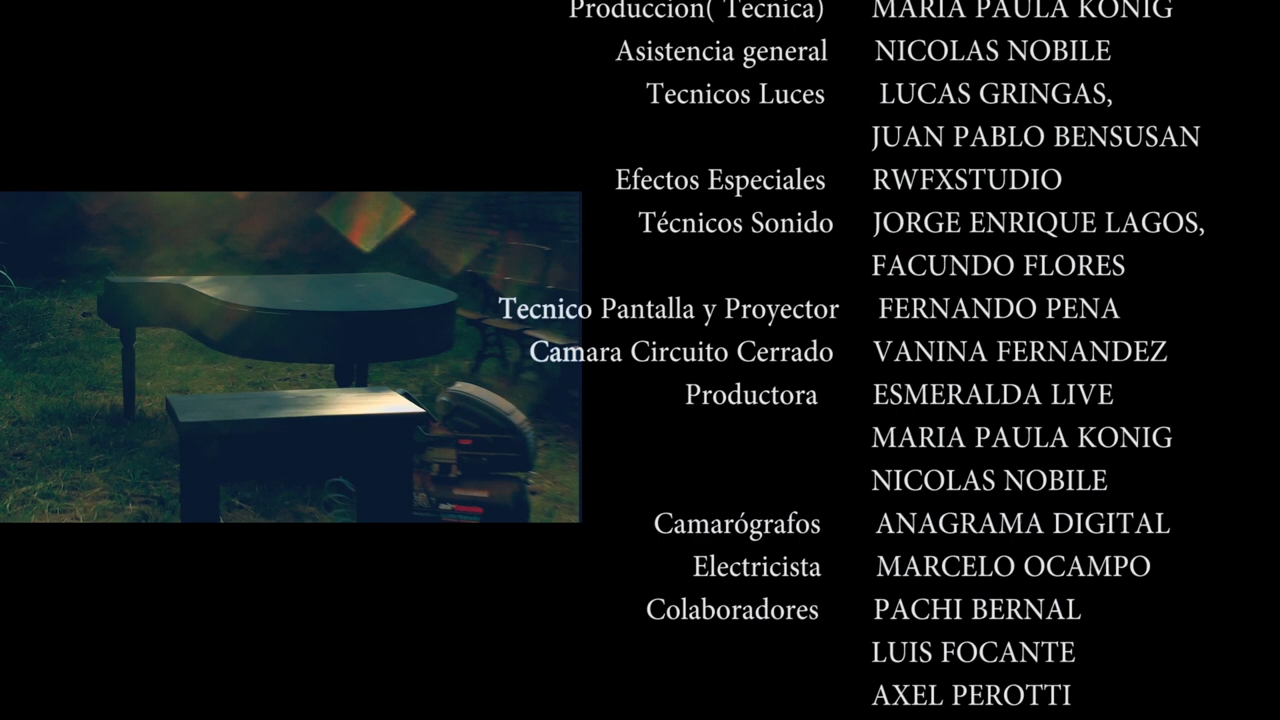 Produccion( Tecnica) MARIA PAULA KONIG
Asistencia general NICOLAS NOBILE
Tecnicos Luces LUCAS GRINGAS,
JUAN PABLO BENSUSAN
Efectos Especiales RWFXSTUDIO
Técnicos Sonido JORGE ENRIQUE LAGOS,
FACUNDO FLORES
Tecnico Pantalla y Proyector FERNANDO PENA
Camara Circuito Cerrado VANINA FERNANDEZ
Productora ESMERALDA LIVE
MARIA PAULA KONIG
NICOLAS NOBILE
Camarógrafos ANAGRAMA DIGITAL
Electricista MARCELO OCAMPO
Colaboradores PACHI BERNAL
LUIS FOCANTE
AXEL PEROTTI